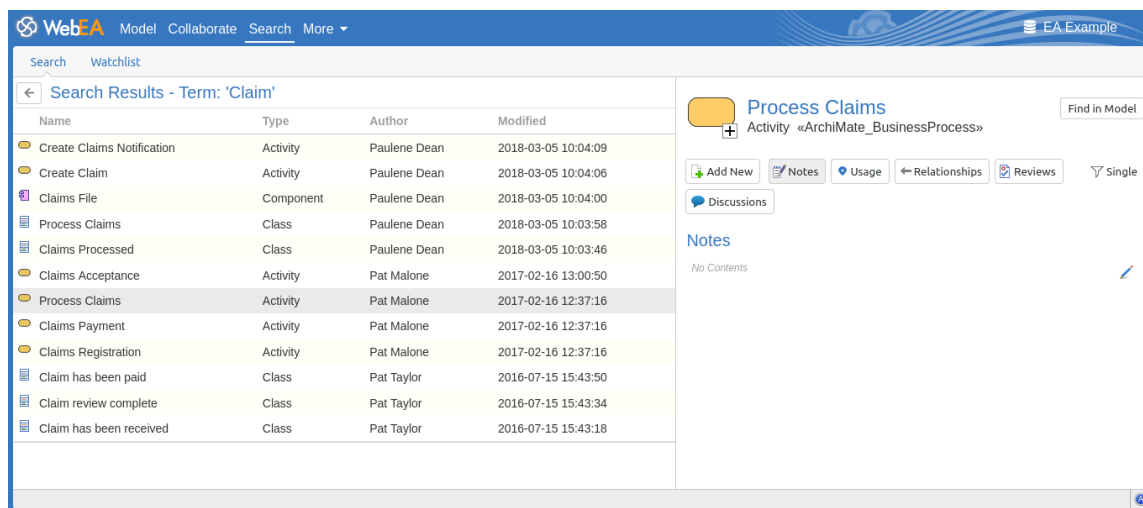 WebEA Model Collaborate Search More EA Example
Search Watchlist
Search Results - Term: 'Claim'
Name Type Author Modified
Create Claims Notification Activity Paulene Dean 2018-03-05 10:04:09
Create Claim Activity Paulene Dean 2018-03-05 10:04:06
Claims File Component Paulene Dean 2018-03-05 10:04:00
Process Claims Class Paulene Dean 2018-03-05 10:03:58
Claims Processed Class Paulene Dean 2018-03-05 10:03:46
Claims Acceptance Activity Pat Malone 2017-02-16 13:00:50
Process Claims Activity Pat Malone 2017-02-16 12:37:16
Claims Payment Activity Pat Malone 2017-02-16 12:37:16
Claims Registration Activity Pat Malone 2017-02-16 12:37:16
Claim has been paid Class Pat Taylor 2016-07-15 15:43:50
Claim review complete Class Pat Taylor 2016-07-15 15:43:34
Claim has been received Class Pat Taylor 2016-07-15 15:43:18
Process Claims Find in Model
Activity «ArchiMate_BusinessProcess»
Add New Notes Usage Relationships Reviews Single
Discussions
Notes
No Contents